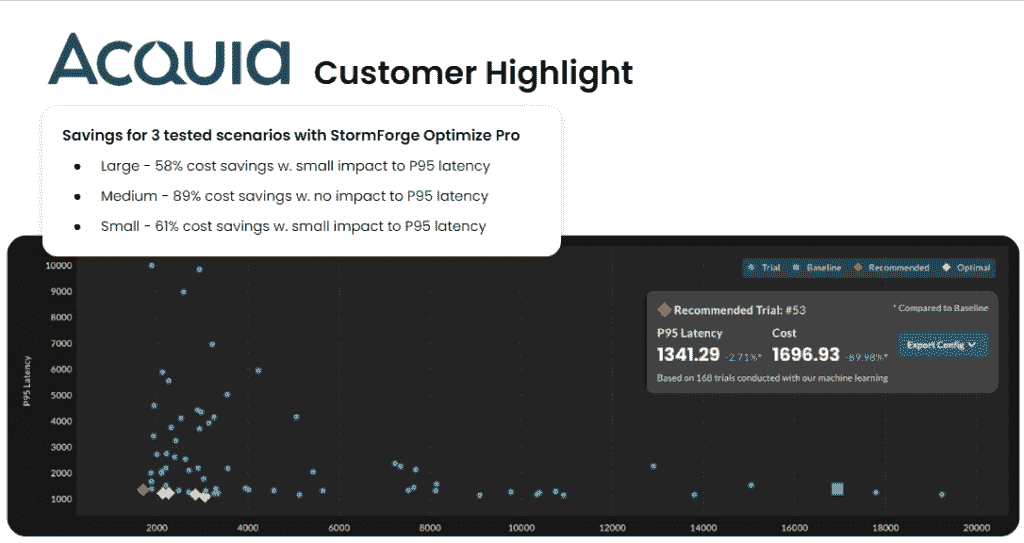 Acquia Customer Highlight
Savings for 3 tested scenarios with StormForge Optimize Pro
• Large - 58% cost savings w. small impact to P95 latency
• Medium - 89% cost savings w. no impact to P95 latency
• Small - 61% cost savings w. small impact to P95 latency
Trial Baseline Recommended Optimal
Recommended Trial: #53
* Compared to Baseline
P95 Latency Cost
1341.29 -2.71%* 1696.93 -89.98%*
Export Config
Based on 168 trials conducted with our machine learning
P95 Latency
10000
9000
8000
7000
6000
5000
4000
3000
2000
1000
2000 4000 6000 8000 10000 12000 14000 16000 18000 20000